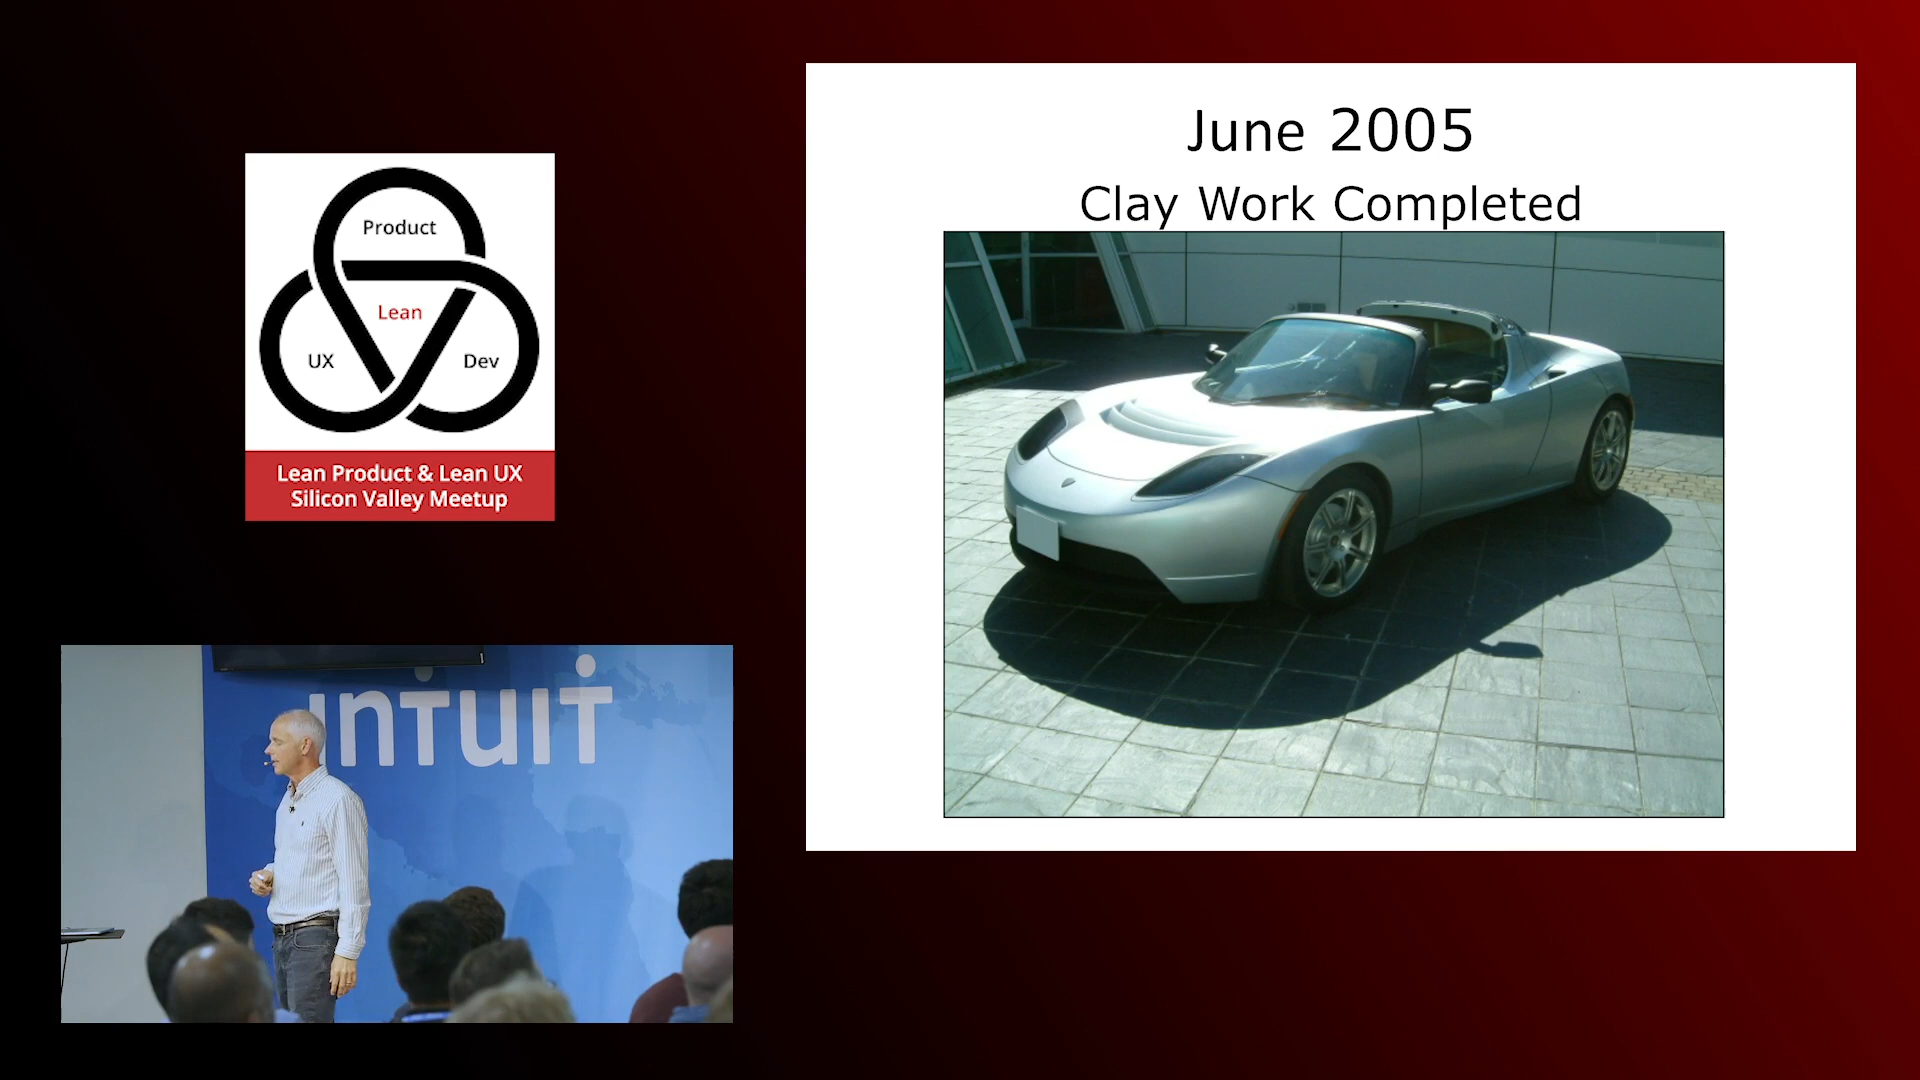 June 2005
Clay Work Completed
Product
Lean
UX
Dev
Lean Product & Lean UX
Silicon Valley Meetup
intuit